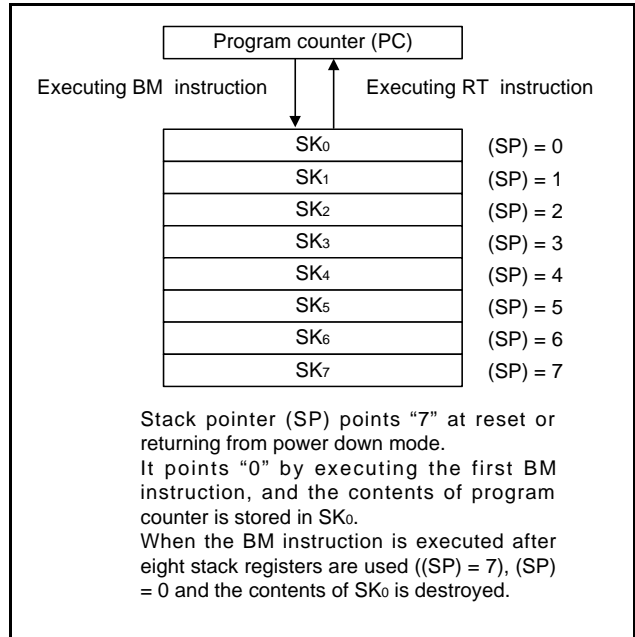 Program counter (PC)
Executing BM instruction Executing RT instruction
SK0 (SP) = 0
SK1 (SP) = 1
SK2 (SP) = 2
SK3 (SP) = 3
SK4 (SP) = 4
SK5 (SP) = 5
SK6 (SP) = 6
SK7 (SP) = 7
Stack pointer (SP) points “7” at reset or
returning from power down mode.
It points “0” by executing the first BM
instruction, and the contents of program
counter is stored in SK0.
When the BM instruction is executed after
eight stack registers are used ((SP) = 7), (SP)
= 0 and the contents of SK0 is destroyed.